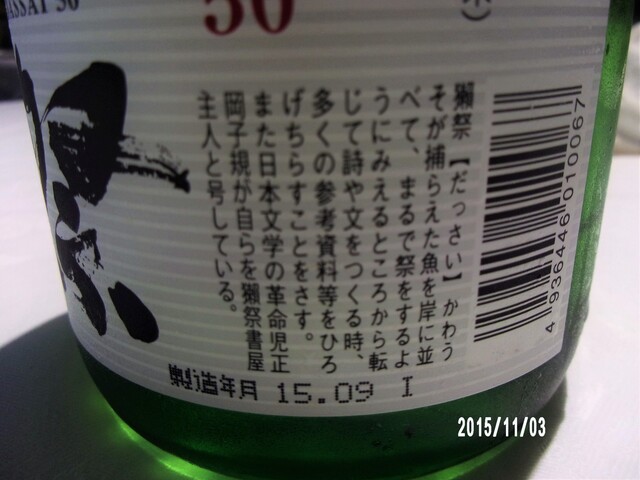 ASSAI 50
50
祭
獺祭【だっさい】かわう
そが捕らえた魚を岸に並
べて、まるで祭をするよ
うにみえるところから転
じて詩や文をつくる時、
多くの参考資料等をひろ
げちらすことをさす。
また日本文学の革命児正
岡子規が自らを獺祭書屋
主人と号している。
4 936446 010067
製造年月 15.09 I
2015/11/03